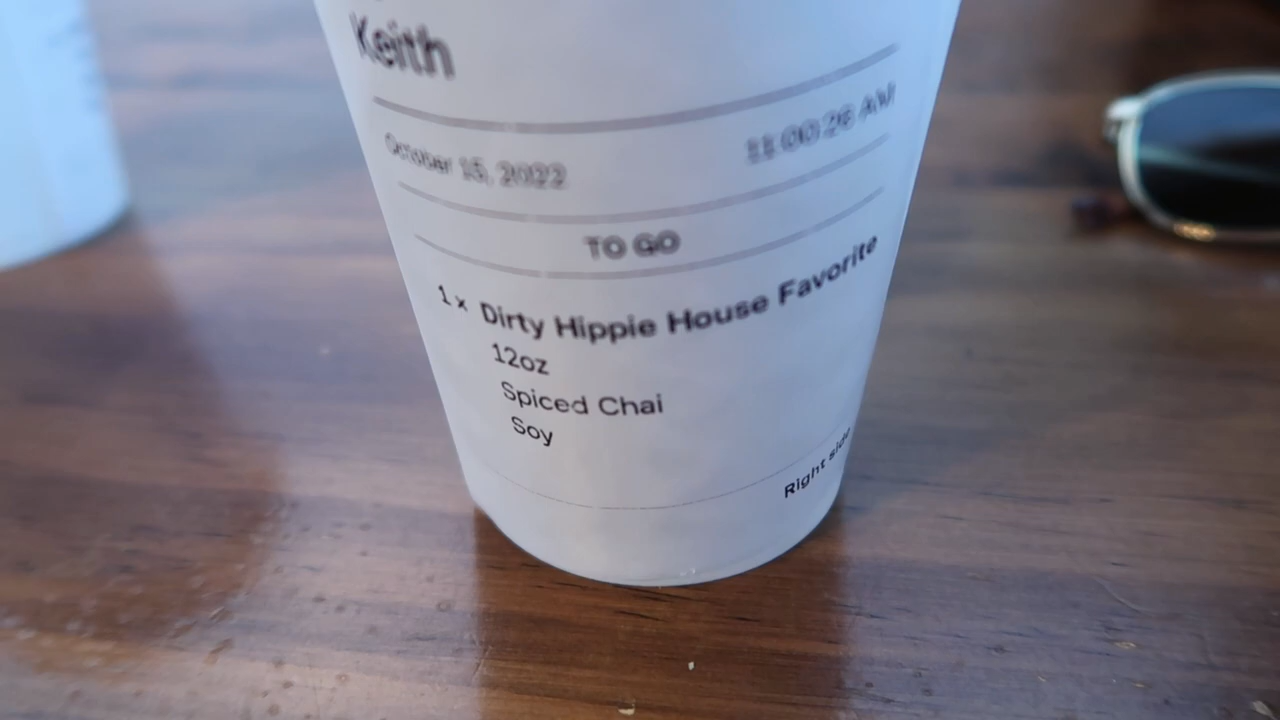 Keith
October 15, 2022 11:00:26 AM
TO GO
1 x Dirty Hippie House Favorite
12oz
Spiced Chai
Soy
Right side